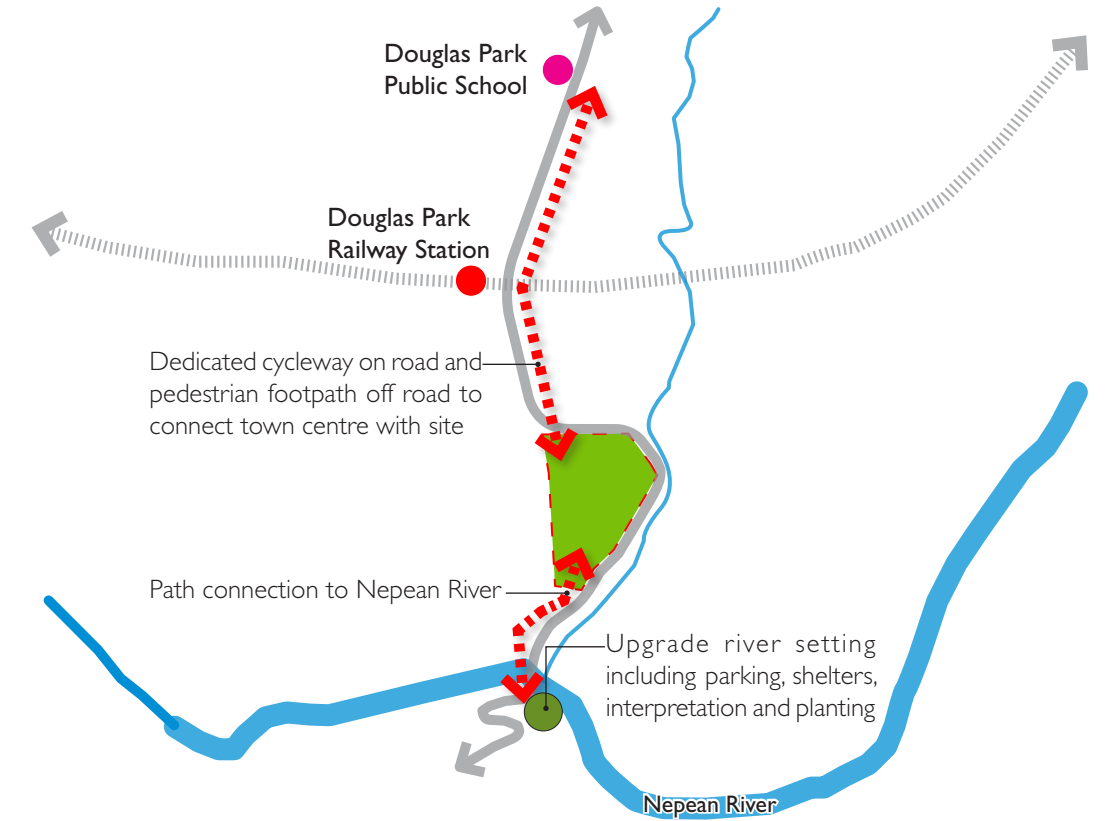 Douglas Park
Public School
Douglas Park
Railway Station
Dedicated cycleway on road and
pedestrian footpath off road to
connect town centre with site
Path connection to Nepean River
Upgrade river setting
including parking, shelters,
interpretation and planting
Nepean River